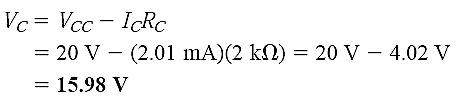 V_C = V_CC − I_C R_C
= 20 V − (2.01 mA)(2 kΩ) = 20 V − 4.02 V
= 15.98 V